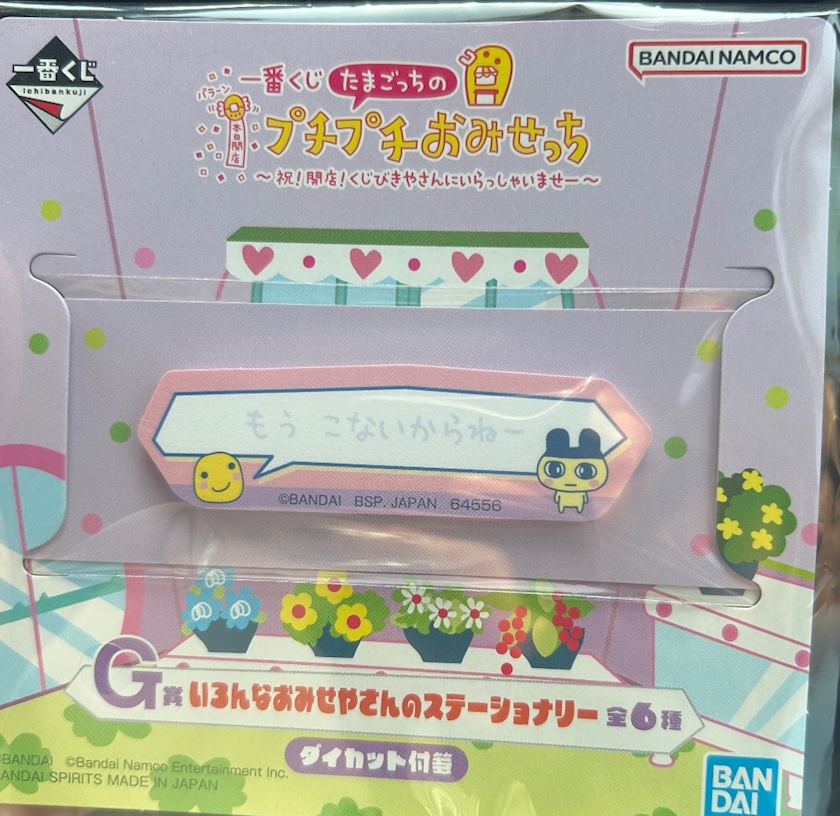 一番くじ
ichibankuji
BANDAI NAMCO
パラーン
本日開店
一番くじ たまごっちの
プチプチおみせっち
～祝！開店！くじびきやさんにいらっしゃいませー～
もう こないからねー
©BANDAI BSP. JAPAN 64556
G賞 いろんなおみせやさんのステーショナリー 全6種
ダイカット付箋
BANDAI ©Bandai Namco Entertainment Inc.
BANDAI SPIRITS MADE IN JAPAN
BAN
DAI